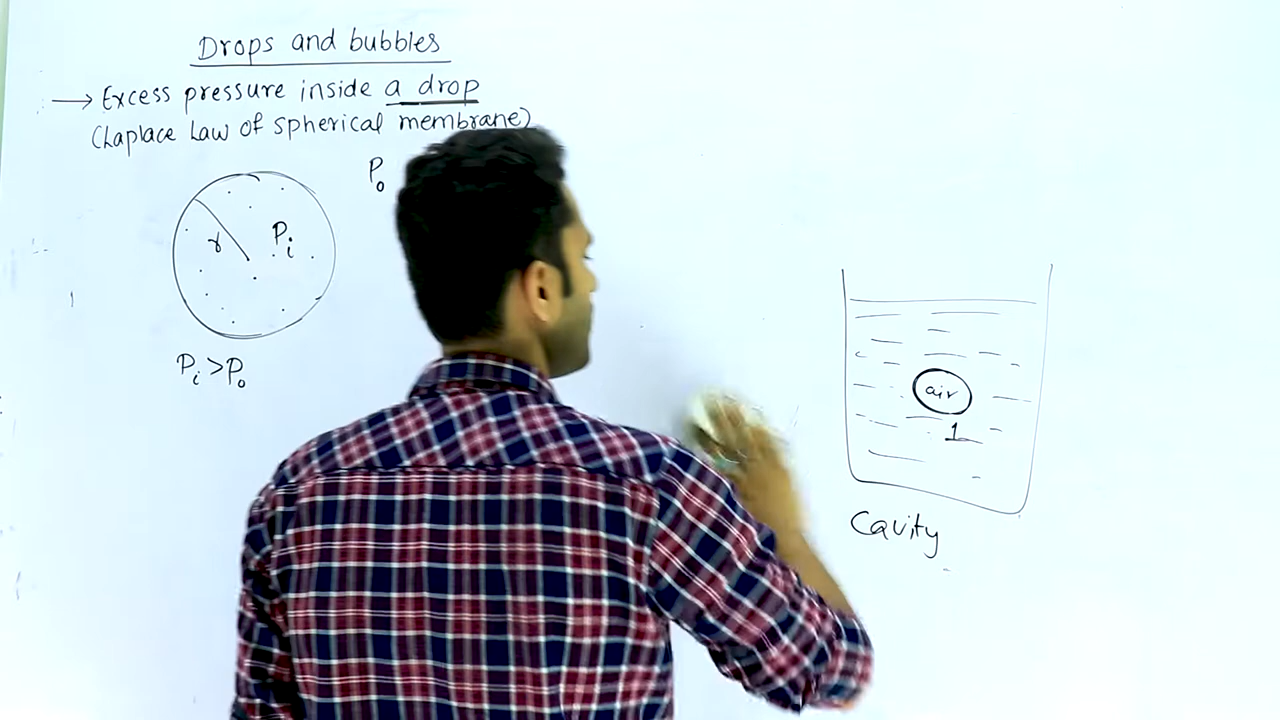 Drops and bubbles
→ Excess pressure inside a drop
(Laplace Law of spherical membrane)
P₀
r
Pᵢ
Pᵢ > P₀
air
1
Cavity